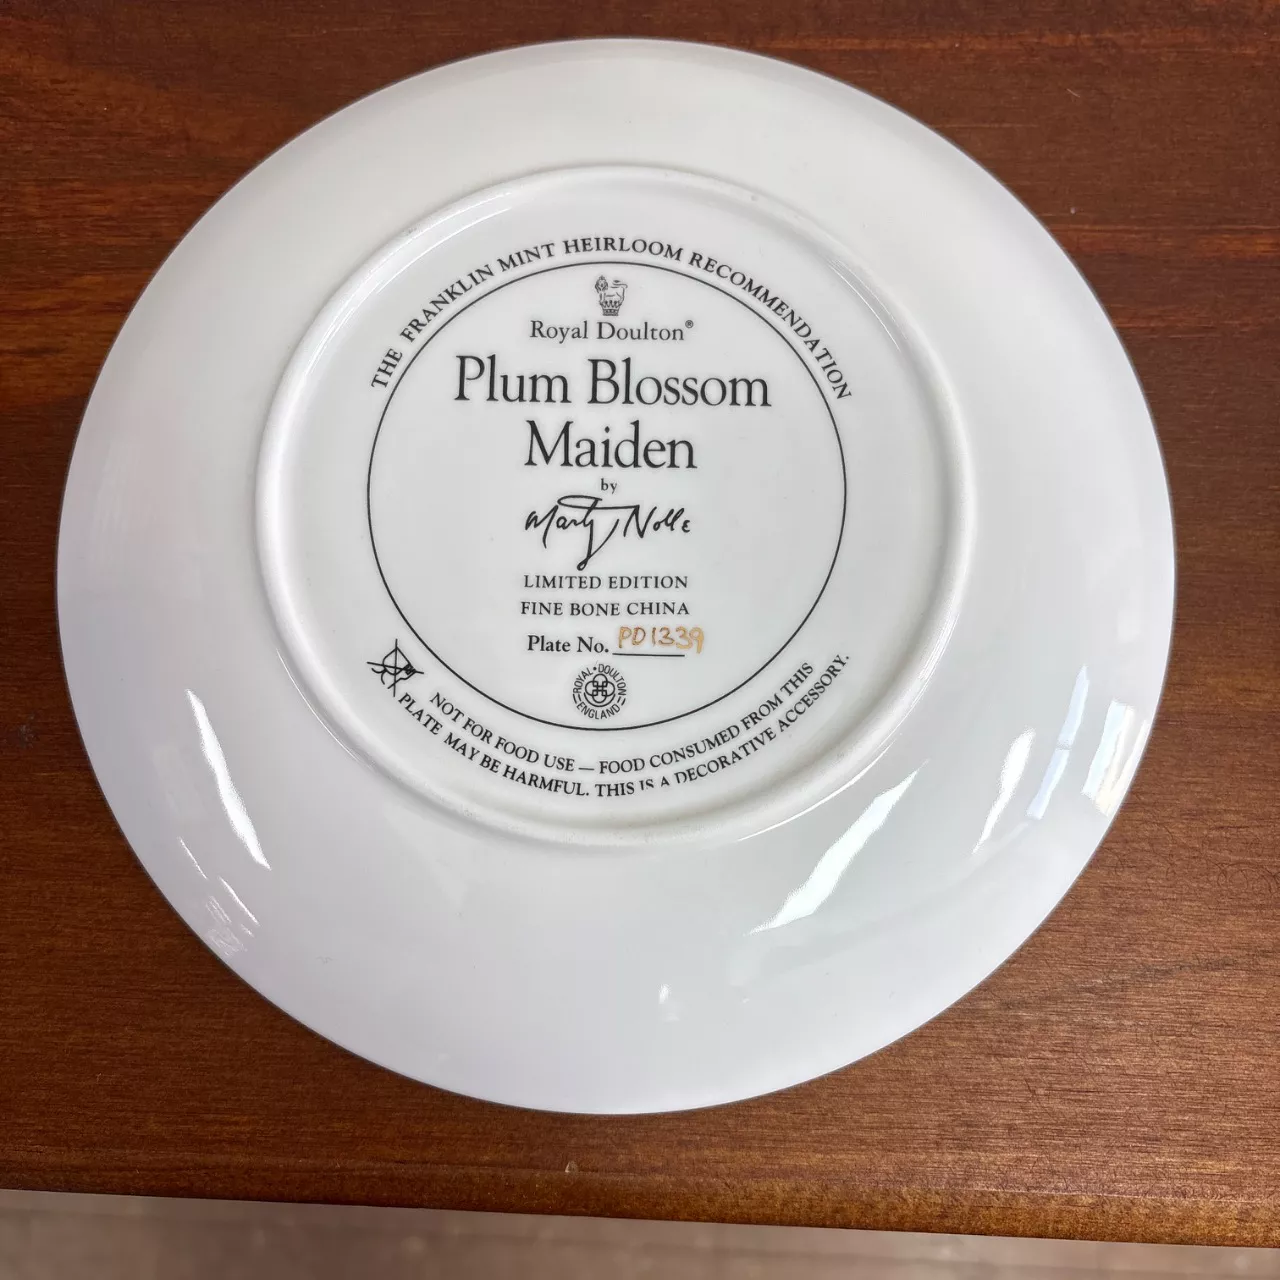 THE FRANKLIN MINT HEIRLOOM RECOMMENDATION
Royal Doulton®
Plum Blossom
Maiden
by
Marty Nolle
LIMITED EDITION
FINE BONE CHINA
Plate No. PD1339
ROYAL • DOULTON
ENGLAND
NOT FOR FOOD USE — FOOD CONSUMED FROM THIS
PLATE MAY BE HARMFUL. THIS IS A DECORATIVE ACCESSORY.